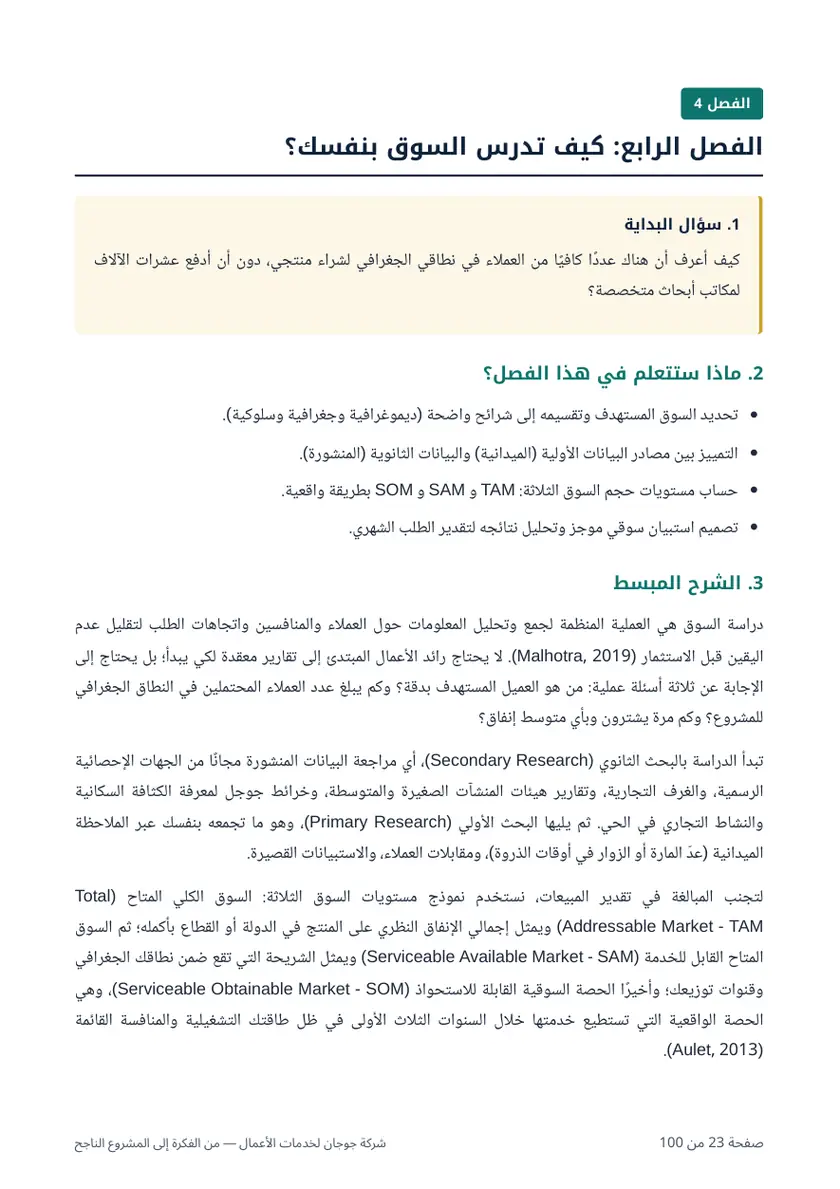 الفصل 4
الفصل الرابع: كيف تدرس السوق بنفسك؟
1. سؤال البداية
كيف أعرف أن هناك عددًا كافيًا من العملاء في نطاقي الجغرافي لشراء منتجي، دون أن أدفع عشرات الآلاف
لمكاتب أبحاث متخصصة؟
2. ماذا ستتعلم في هذا الفصل؟
• تحديد السوق المستهدف وتقسيمه إلى شرائح واضحة (ديموغرافية وجغرافية وسلوكية).
• التمييز بين مصادر البيانات الأولية (الميدانية) والبيانات الثانوية (المنشورة).
• حساب مستويات حجم السوق الثلاثة: TAM و SAM و SOM بطريقة واقعية.
• تصميم استبيان سوقي موجز وتحليل نتائجه لتقدير الطلب الشهري.
3. الشرح المبسط
دراسة السوق هي العملية المنظمة لجمع وتحليل المعلومات حول العملاء والمنافسين واتجاهات الطلب لتقليل عدم
اليقين قبل الاستثمار (Malhotra, 2019). لا يحتاج رائد الأعمال المبتدئ إلى تقارير معقدة لكي يبدأ؛ بل يحتاج إلى
الإجابة عن ثلاثة أسئلة عملية: من هو العميل المستهدف بدقة؟ وكم يبلغ عدد العملاء المحتملين في النطاق الجغرافي
للمشروع؟ وكم مرة يشترون وبأي متوسط إنفاق؟
تبدأ الدراسة بالبحث الثانوي (Secondary Research)، أي مراجعة البيانات المنشورة مجانًا من الجهات الإحصائية
الرسمية، والغرف التجارية، وتقارير هيئات المنشآت الصغيرة والمتوسطة، وخرائط جوجل لمعرفة الكثافة السكانية
والنشاط التجاري في الحي. ثم يليها البحث الأولي (Primary Research)، وهو ما تجمعه بنفسك عبر الملاحظة
الميدانية (عدّ المارة أو الزوار في أوقات الذروة)، ومقابلات العملاء، والاستبيانات القصيرة.
لتجنب المبالغة في تقدير المبيعات، نستخدم نموذج مستويات السوق الثلاثة: السوق الكلي المتاح (Total
Addressable Market - TAM) ويمثل إجمالي الإنفاق النظري على المنتج في الدولة أو القطاع بأكمله؛ ثم السوق
المتاح القابل للخدمة (Serviceable Available Market - SAM) ويمثل الشريحة التي تقع ضمن نطاقك الجغرافي
وقنوات توزيعك؛ وأخيرًا الحصة السوقية القابلة للاستحواذ (Serviceable Obtainable Market - SOM)، وهي
الحصة الواقعية التي تستطيع خدمتها خلال السنوات الثلاث الأولى في ظل طاقتك التشغيلية والمنافسة القائمة
(Aulet, 2013).
صفحة 23 من 100
شركة جوجان لخدمات الأعمال — من الفكرة إلى المشروع الناجح